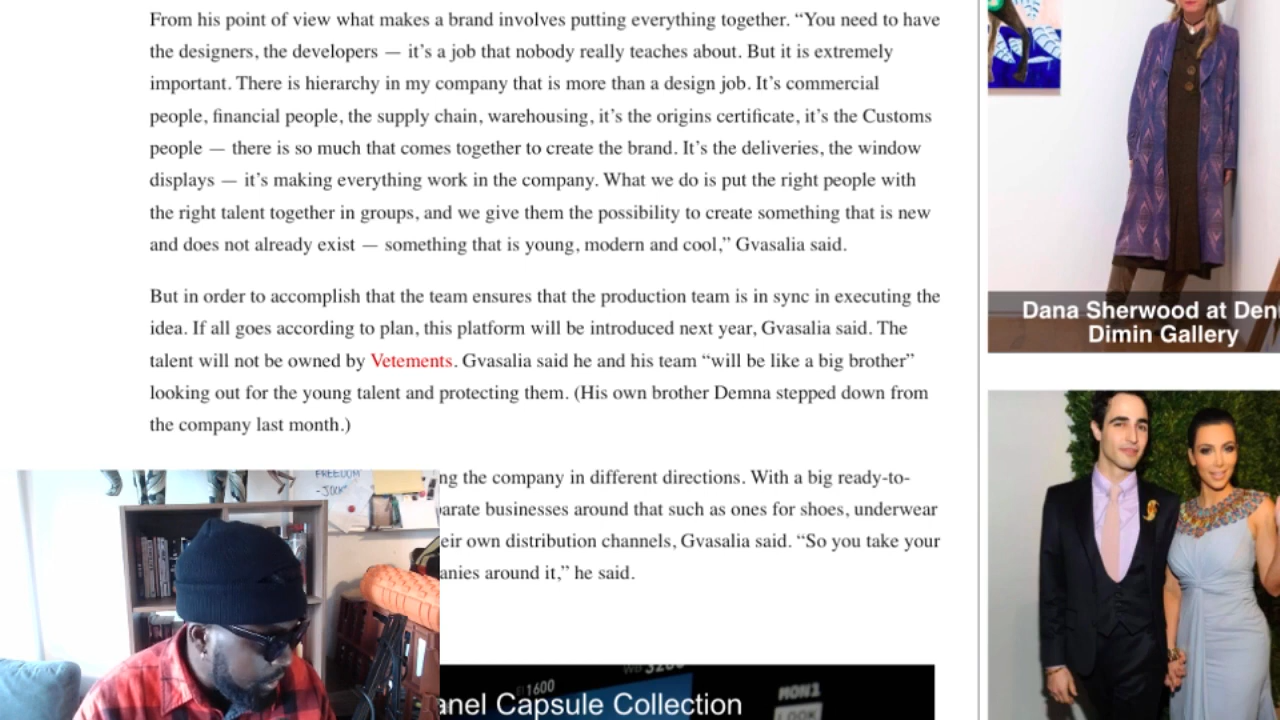 From his point of view what makes a brand involves putting everything together. “You need to have
the designers, the developers — it’s a job that nobody really teaches about. But it is extremely
important. There is hierarchy in my company that is more than a design job. It’s commercial
people, financial people, the supply chain, warehousing, it’s the origins certificate, it’s the Customs
people — there is so much that comes together to create the brand. It’s the deliveries, the window
displays — it’s making everything work in the company. What we do is put the right people with
the right talent together in groups, and we give them the possibility to create something that is new
and does not already exist — something that is young, modern and cool,” Gvasalia said.
But in order to accomplish that the team ensures that the production team is in sync in executing the
idea. If all goes according to plan, this platform will be introduced next year, Gvasalia said. The
talent will not be owned by Vetements. Gvasalia said he and his team “will be like a big brother”
looking out for the young talent and protecting them. (His own brother Demna stepped down from
the company last month.)
the company in different directions. With a big ready-to-
businesses around that such as ones for shoes, underwear
own distribution channels, Gvasalia said. “So you take your
around it,” he said.
Capsule Collection
1600
LOOK
FREEDOM
Dana Sherwood at
Dimin Gallery